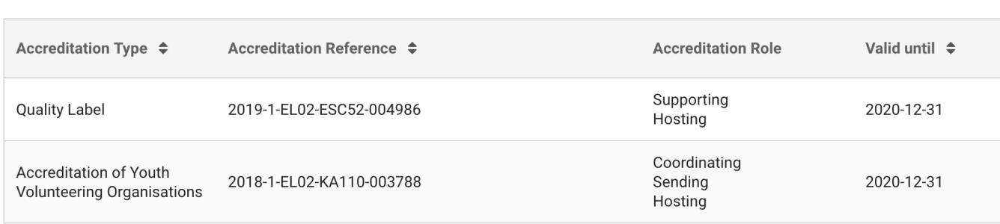 Accreditation Type Accreditation Reference Accreditation Role Valid until
Quality Label 2019-1-EL02-ESC52-004986 Supporting 2020-12-31
Hosting
Accreditation of Youth
Volunteering Organisations 2018-1-EL02-KA110-003788 Coordinating 2020-12-31
Sending
Hosting